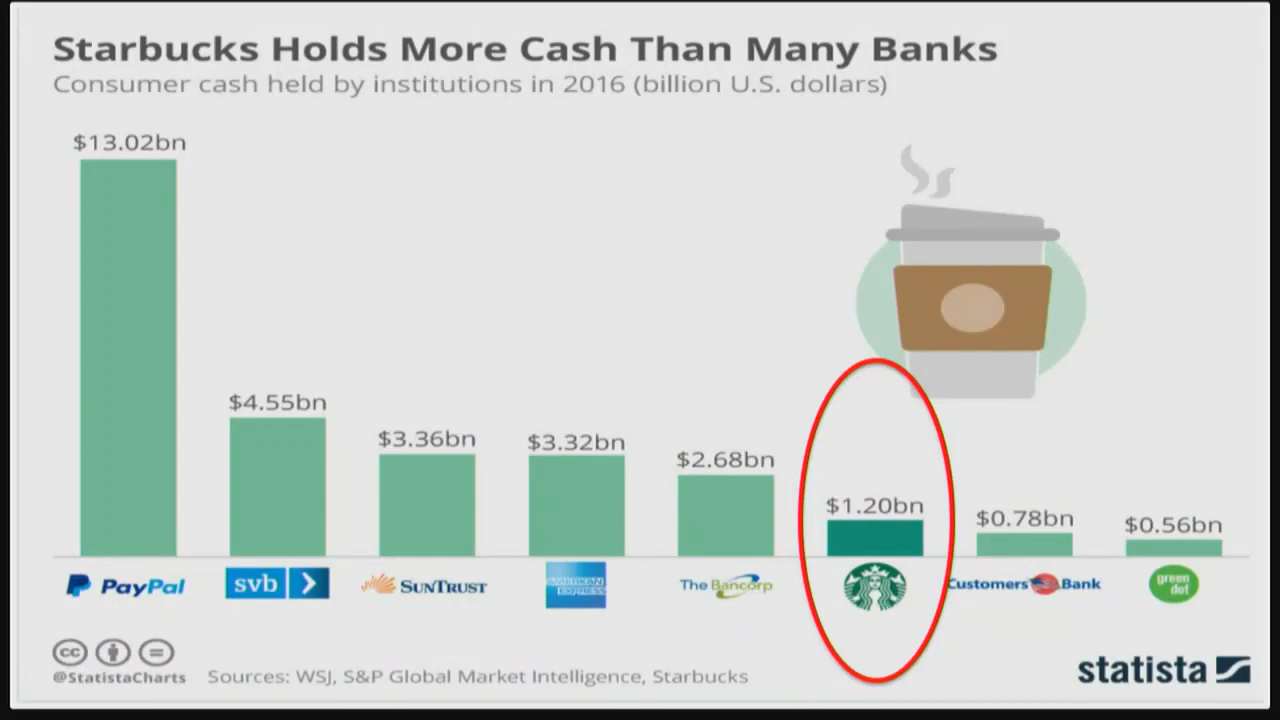 Starbucks Holds More Cash Than Many Banks
Consumer cash held by institutions in 2016 (billion U.S. dollars)
$13.02bn
$4.55bn
$3.36bn
$3.32bn
$2.68bn
$1.20bn
$0.78bn
$0.56bn
PayPal
svb
SUNTRUST
AMERICAN EXPRESS
The Bancorp
Customers Bank
green dot
cc
@StatistaCharts
Sources: WSJ, S&P Global Market Intelligence, Starbucks
statista